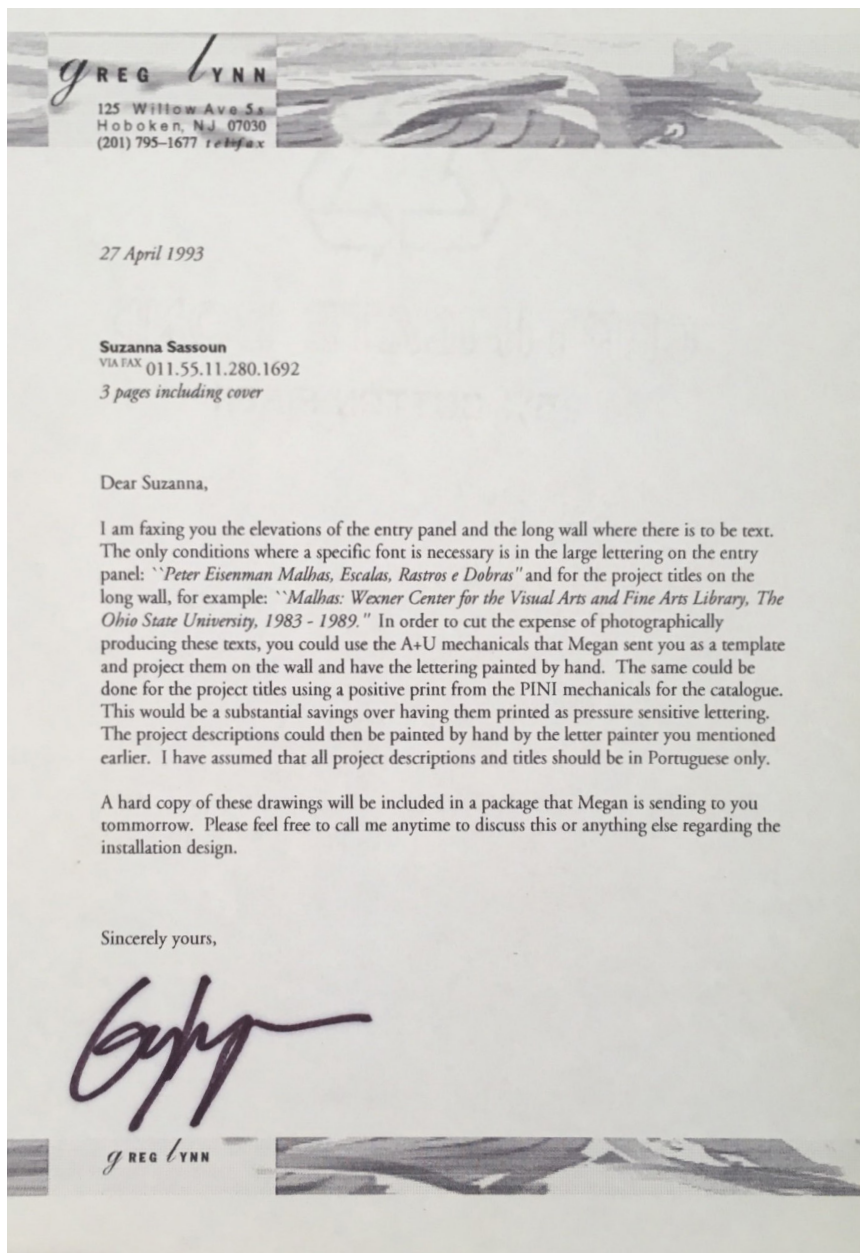 greg lynn
125 Willow Ave 5s
Hoboken, NJ 07030
(201) 795–1677 telefax
27 April 1993
Suzanna Sassoun
VIA FAX 011.55.11.280.1692
3 pages including cover
Dear Suzanna,
I am faxing you the elevations of the entry panel and the long wall where there is to be text.
The only conditions where a specific font is necessary is in the large lettering on the entry
panel: ``Peter Eisenman Malhas, Escalas, Rastros e Dobras" and for the project titles on the
long wall, for example: ``Malhas: Wexner Center for the Visual Arts and Fine Arts Library, The
Ohio State University, 1983 - 1989." In order to cut the expense of photographically
producing these texts, you could use the A+U mechanicals that Megan sent you as a template
and project them on the wall and have the lettering painted by hand. The same could be
done for the project titles using a positive print from the PINI mechanicals for the catalogue.
This would be a substantial savings over having them printed as pressure sensitive lettering.
The project descriptions could then be painted by hand by the letter painter you mentioned
earlier. I have assumed that all project descriptions and titles should be in Portuguese only.
A hard copy of these drawings will be included in a package that Megan is sending to you
tommorrow. Please feel free to call me anytime to discuss this or anything else regarding the
installation design.
Sincerely yours,
greg lynn